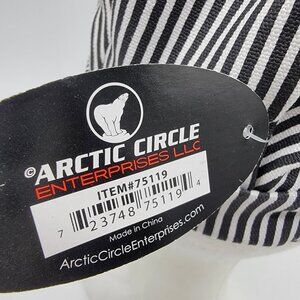 ©ARCTIC CIRCLE
ENTERPRISES LLC
ITEM#75119
7 23748 75119 4
Made in China
ArcticCircleEnterprises.com